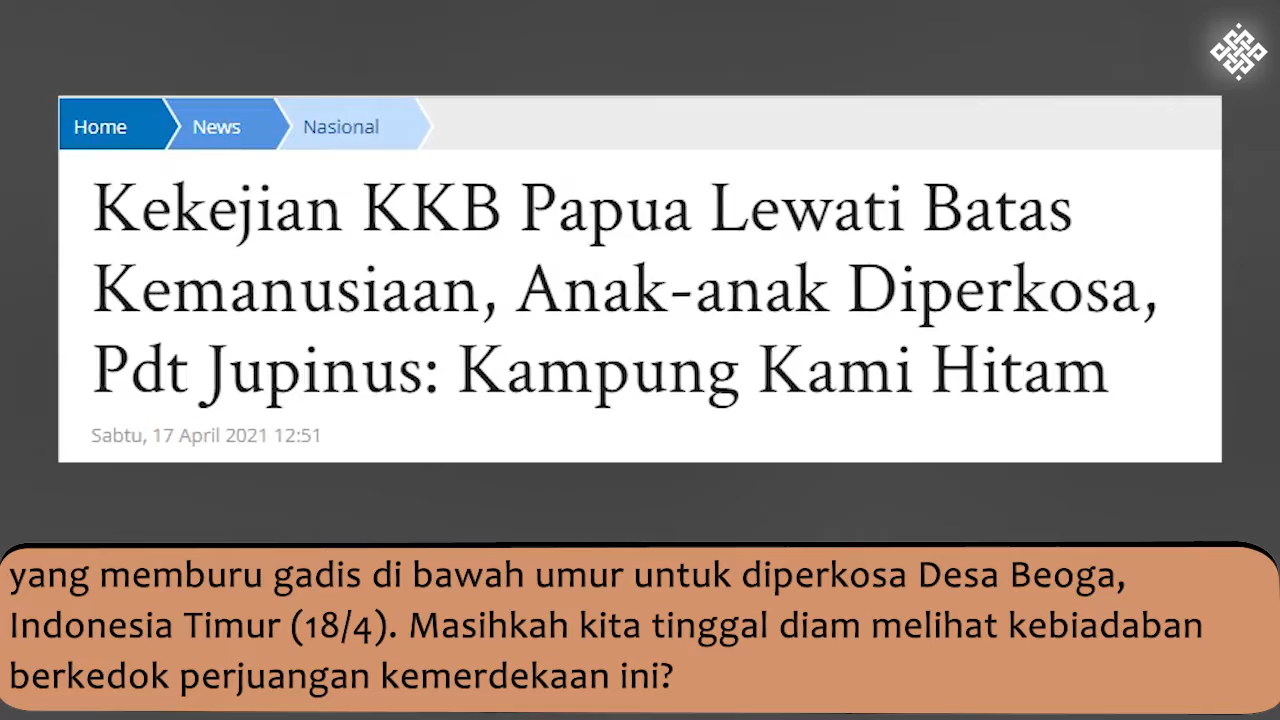 Home News Nasional
Kekejian KKB Papua Lewati Batas
Kemanusiaan, Anak-anak Diperkosa,
Pdt Jupinus: Kampung Kami Hitam
Sabtu, 17 April 2021 12:51
yang memburu gadis di bawah umur untuk diperkosa Desa Beoga,
Indonesia Timur (18/4). Masihkah kita tinggal diam melihat kebiadaban
berkedok perjuangan kemerdekaan ini?